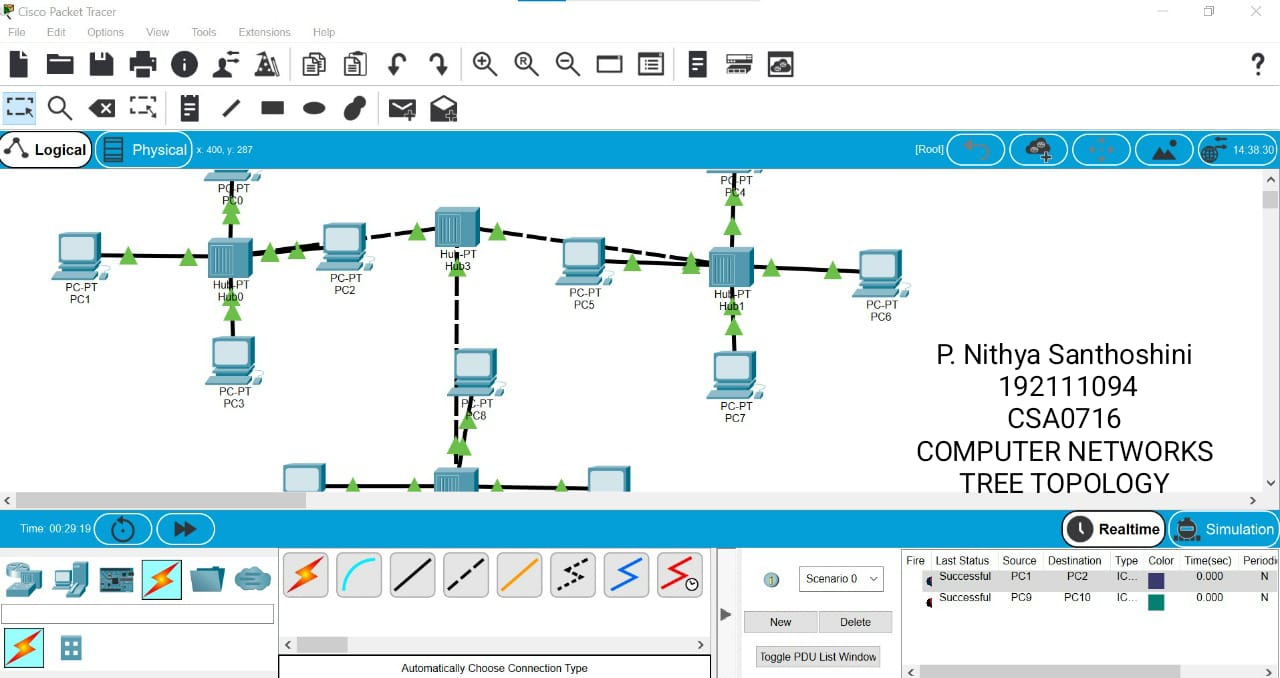 Cisco Packet Tracer
File Edit Options View Tools Extensions Help
Logical Physical x: 400, y: 287 [Root] 14:38:30
PC-PT
PC0
PC-PT
PC4
PC-PT
PC1
Hub-PT
Hub0
PC-PT
PC2
Hub-PT
Hub3
PC-PT
PC5
Hub-PT
Hub1
PC-PT
PC6
PC-PT
PC3
PC-PT
PC8
PC-PT
PC7
P. Nithya Santhoshini
192111094
CSA0716
COMPUTER NETWORKS
TREE TOPOLOGY
Time: 00:29:19 Realtime Simulation
Scenario 0
New Delete
Toggle PDU List Window
Automatically Choose Connection Type
Fire Last Status Source Destination Type Color Time(sec) Periodi
Successful PC1 PC2 IC... 0.000 N
Successful PC9 PC10 IC... 0.000 N